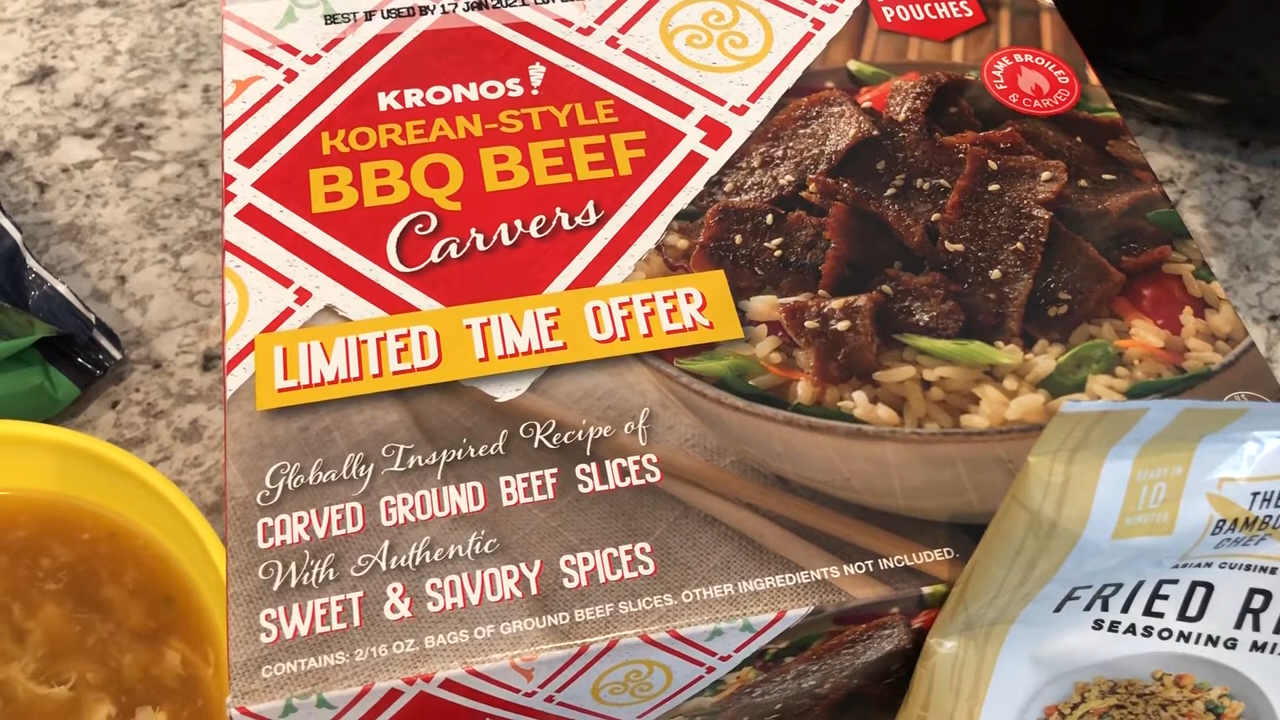 BEST IF USED BY 17 JAN 2021
POUCHES
FLAME BROILED
& CARVED
KRONOS
KOREAN-STYLE
BBQ BEEF
Carvers
LIMITED TIME OFFER
Globally Inspired Recipe of
CARVED GROUND BEEF SLICES
With Authentic
SWEET & SAVORY SPICES
CONTAINS: 2/16 OZ. BAGS OF GROUND BEEF SLICES. OTHER INGREDIENTS NOT INCLUDED.
U.S.
READY IN
10
MINUTES
THE
CHEF
ASIAN CUISINE
FRIED
SEASONING